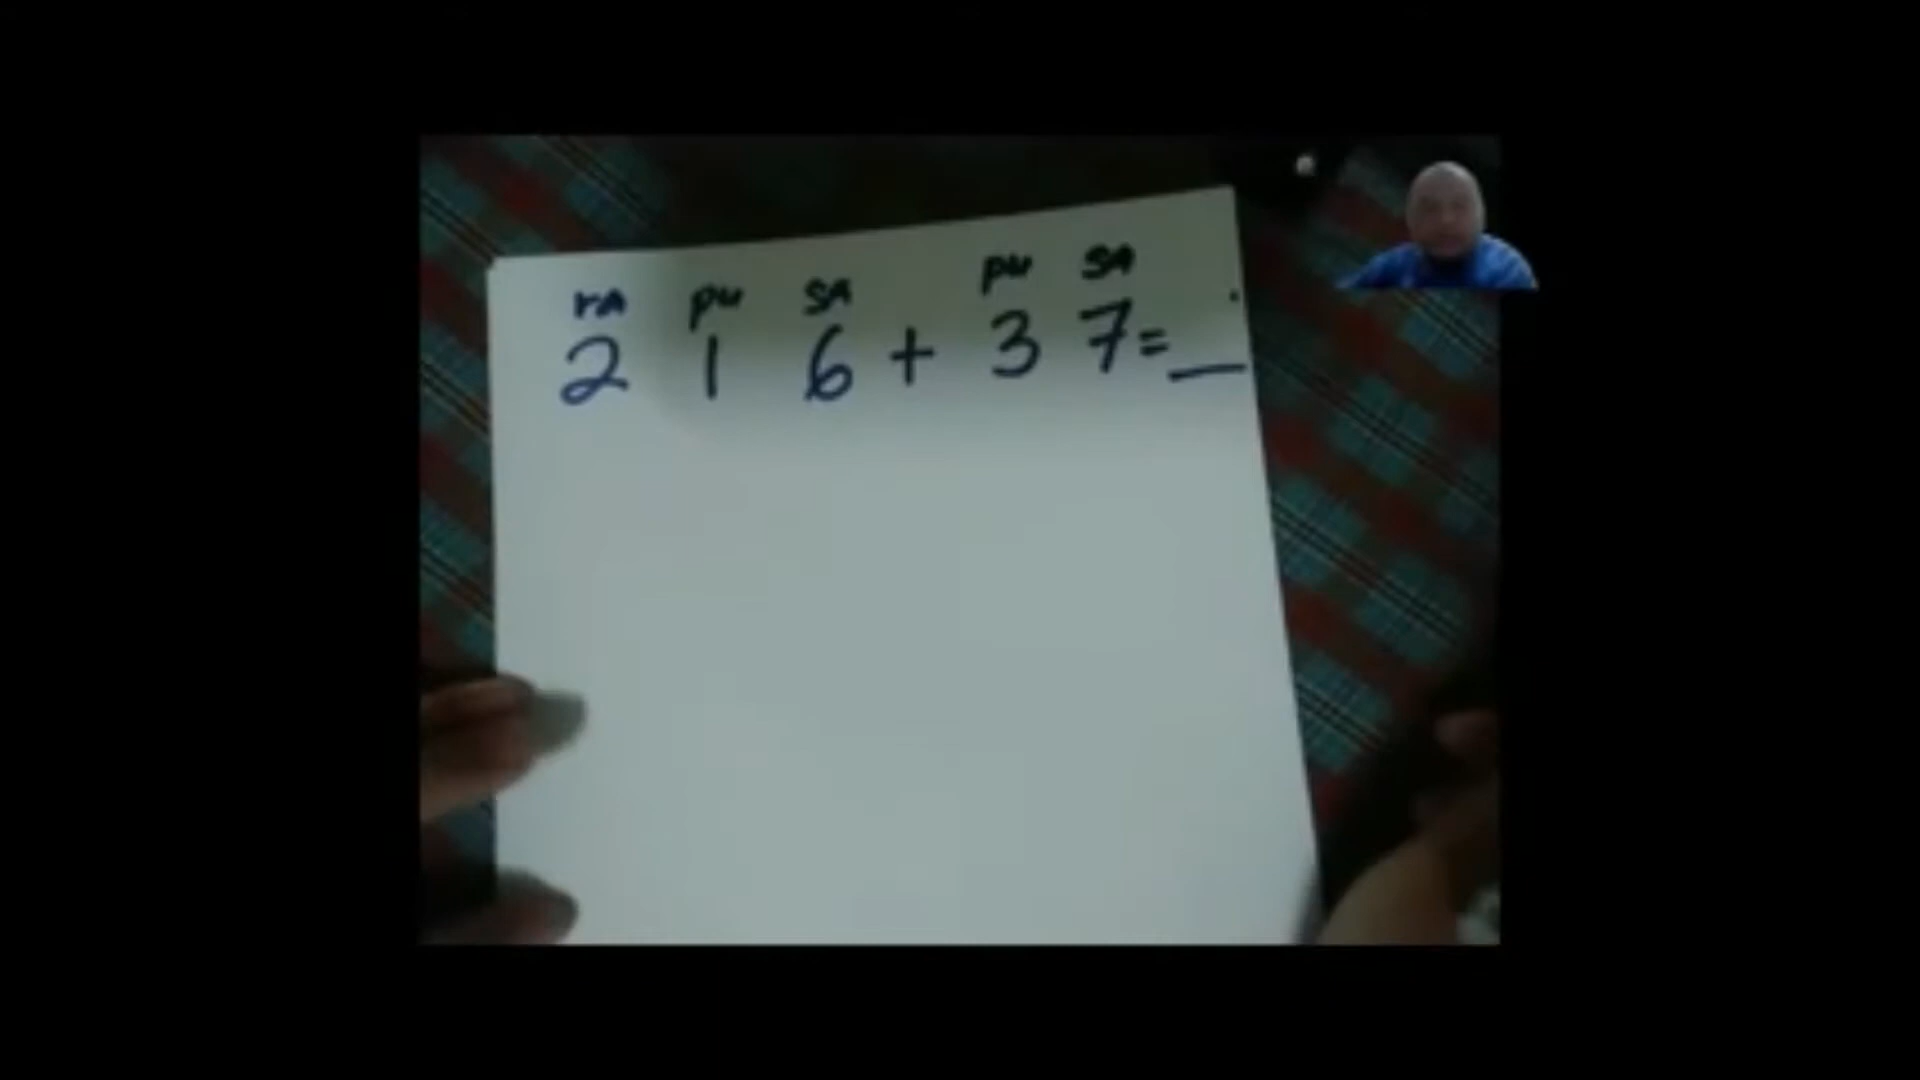 ra pu sa pu sa
2 1 6 + 3 7 = __